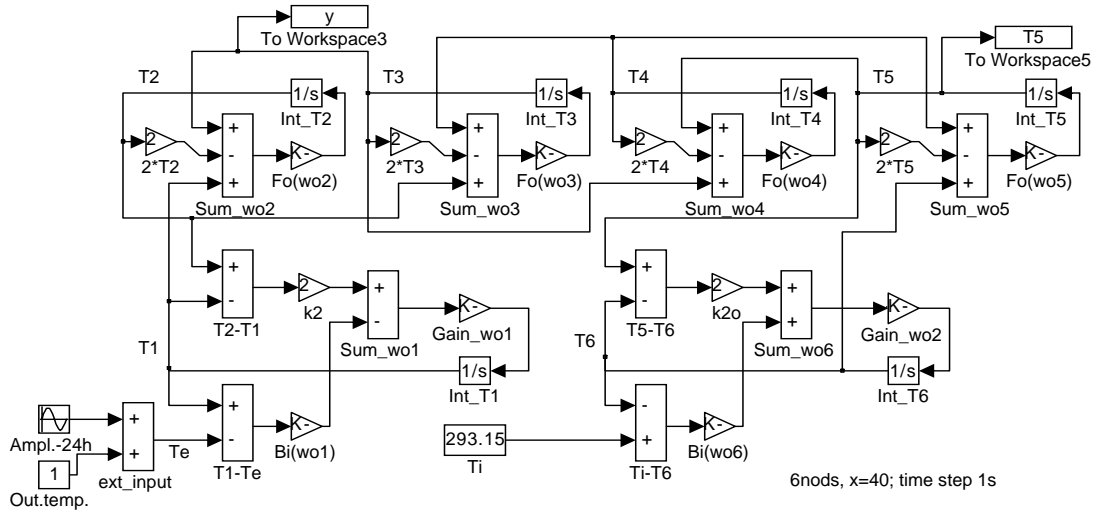 y
To Workspace3
T5
To Workspace5
T2
T3
T4
T5
1/s
Int_T2
1/s
Int_T3
1/s
Int_T4
1/s
Int_T5
2
2*T2
+
-
+
Sum_wo2
K-
Fo(wo2)
2
2*T3
+
-
+
Sum_wo3
K-
Fo(wo3)
2
2*T4
+
-
+
Sum_wo4
K-
Fo(wo4)
2
2*T5
+
-
+
Sum_wo5
K-
Fo(wo5)
+
-
T2-T1
2
k2
+
-
Sum_wo1
K-
Gain_wo1
+
-
T5-T6
2
k2o
+
+
Sum_wo6
K-
Gain_wo2
T1
1/s
Int_T1
T6
1/s
Int_T6
Ampl.-24h
1
Out.temp.
+
+
ext_input
Te
+
-
T1-Te
K-
Bi(wo1)
293.15
Ti
-
+
Ti-T6
K-
Bi(wo6)
6nods, x=40; time step 1s